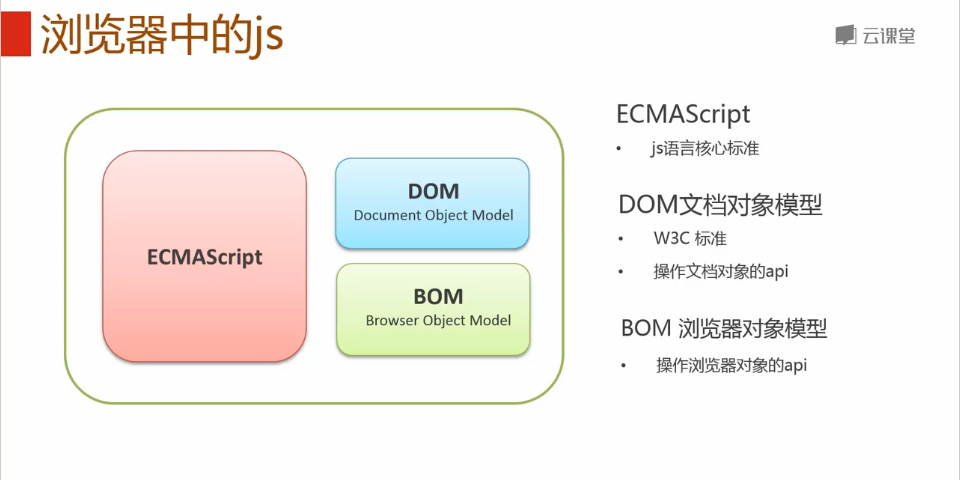 浏览器中的js
云课堂
ECMAScript
DOM
Document Object Model
BOM
Browser Object Model
ECMAScript
• js语言核心标准
DOM文档对象模型
• W3C 标准
• 操作文档对象的api
BOM 浏览器对象模型
• 操作浏览器对象的api